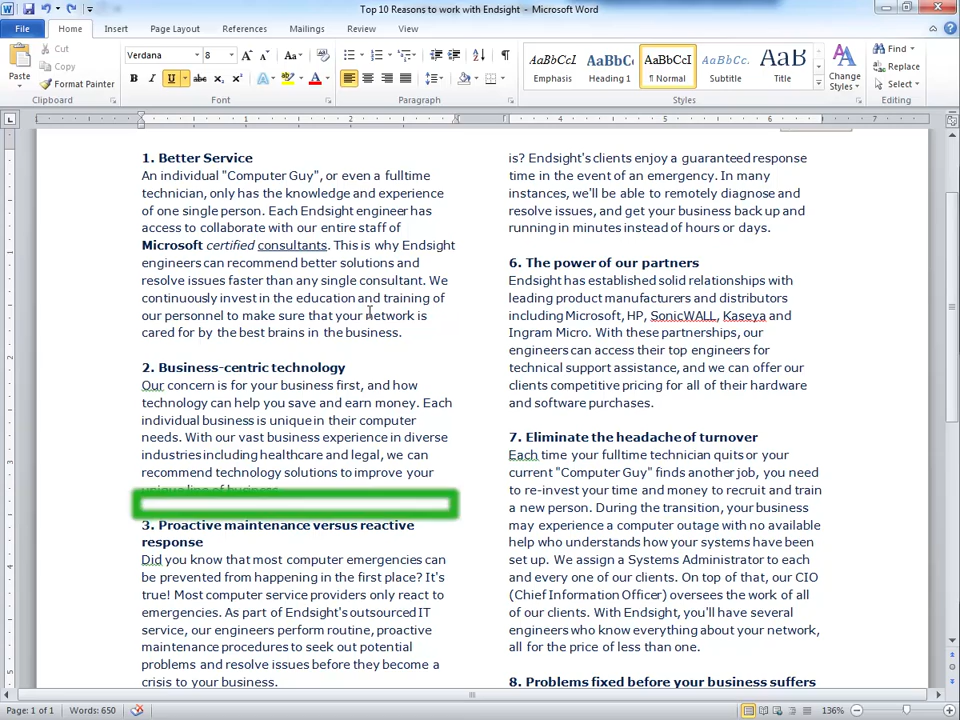 Top 10 Reasons to work with Endsight - Microsoft Word
File Home Insert Page Layout References Mailings Review View
Paste
Cut
Copy
Format Painter
Clipboard
Verdana 8
Font
Paragraph
AaBbCcI AaBbCc AaBbCcI AaBbCc. AaBb
Emphasis Heading 1 ¶ Normal Subtitle Title
Change Styles
Styles
Find
Replace
Select
Editing
1. Better Service
An individual "Computer Guy", or even a fulltime
technician, only has the knowledge and experience
of one single person. Each Endsight engineer has
access to collaborate with our entire staff of
Microsoft certified consultants. This is why Endsight
engineers can recommend better solutions and
resolve issues faster than any single consultant. We
continuously invest in the education and training of
our personnel to make sure that your network is
cared for by the best brains in the business.
2. Business-centric technology
Our concern is for your business first, and how
technology can help you save and earn money. Each
individual business is unique in their computer
needs. With our vast business experience in diverse
industries including healthcare and legal, we can
recommend technology solutions to improve your
unique line of business.
3. Proactive maintenance versus reactive
response
Did you know that most computer emergencies can
be prevented from happening in the first place? It's
true! Most computer service providers only react to
emergencies. As part of Endsight's outsourced IT
service, our engineers perform routine, proactive
maintenance procedures to seek out potential
problems and resolve issues before they become a
crisis to your business.
is? Endsight's clients enjoy a guaranteed response
time in the event of an emergency. In many
instances, we'll be able to remotely diagnose and
resolve issues, and get your business back up and
running in minutes instead of hours or days.
6. The power of our partners
Endsight has established solid relationships with
leading product manufacturers and distributors
including Microsoft, HP, SonicWALL, Kaseya and
Ingram Micro. With these partnerships, our
engineers can access their top engineers for
technical support assistance, and we can offer our
clients competitive pricing for all of their hardware
and software purchases.
7. Eliminate the headache of turnover
Each time your fulltime technician quits or your
current "Computer Guy" finds another job, you need
to re-invest your time and money to recruit and train
a new person. During the transition, your business
may experience a computer outage with no available
help who understands how your systems have been
set up. We assign a Systems Administrator to each
and every one of our clients. On top of that, our CIO
(Chief Information Officer) oversees the work of all
of our clients. With Endsight, you'll have several
engineers who know everything about your network,
all for the price of less than one.
8. Problems fixed before your business suffers
Page: 1 of 1 Words: 650 136%